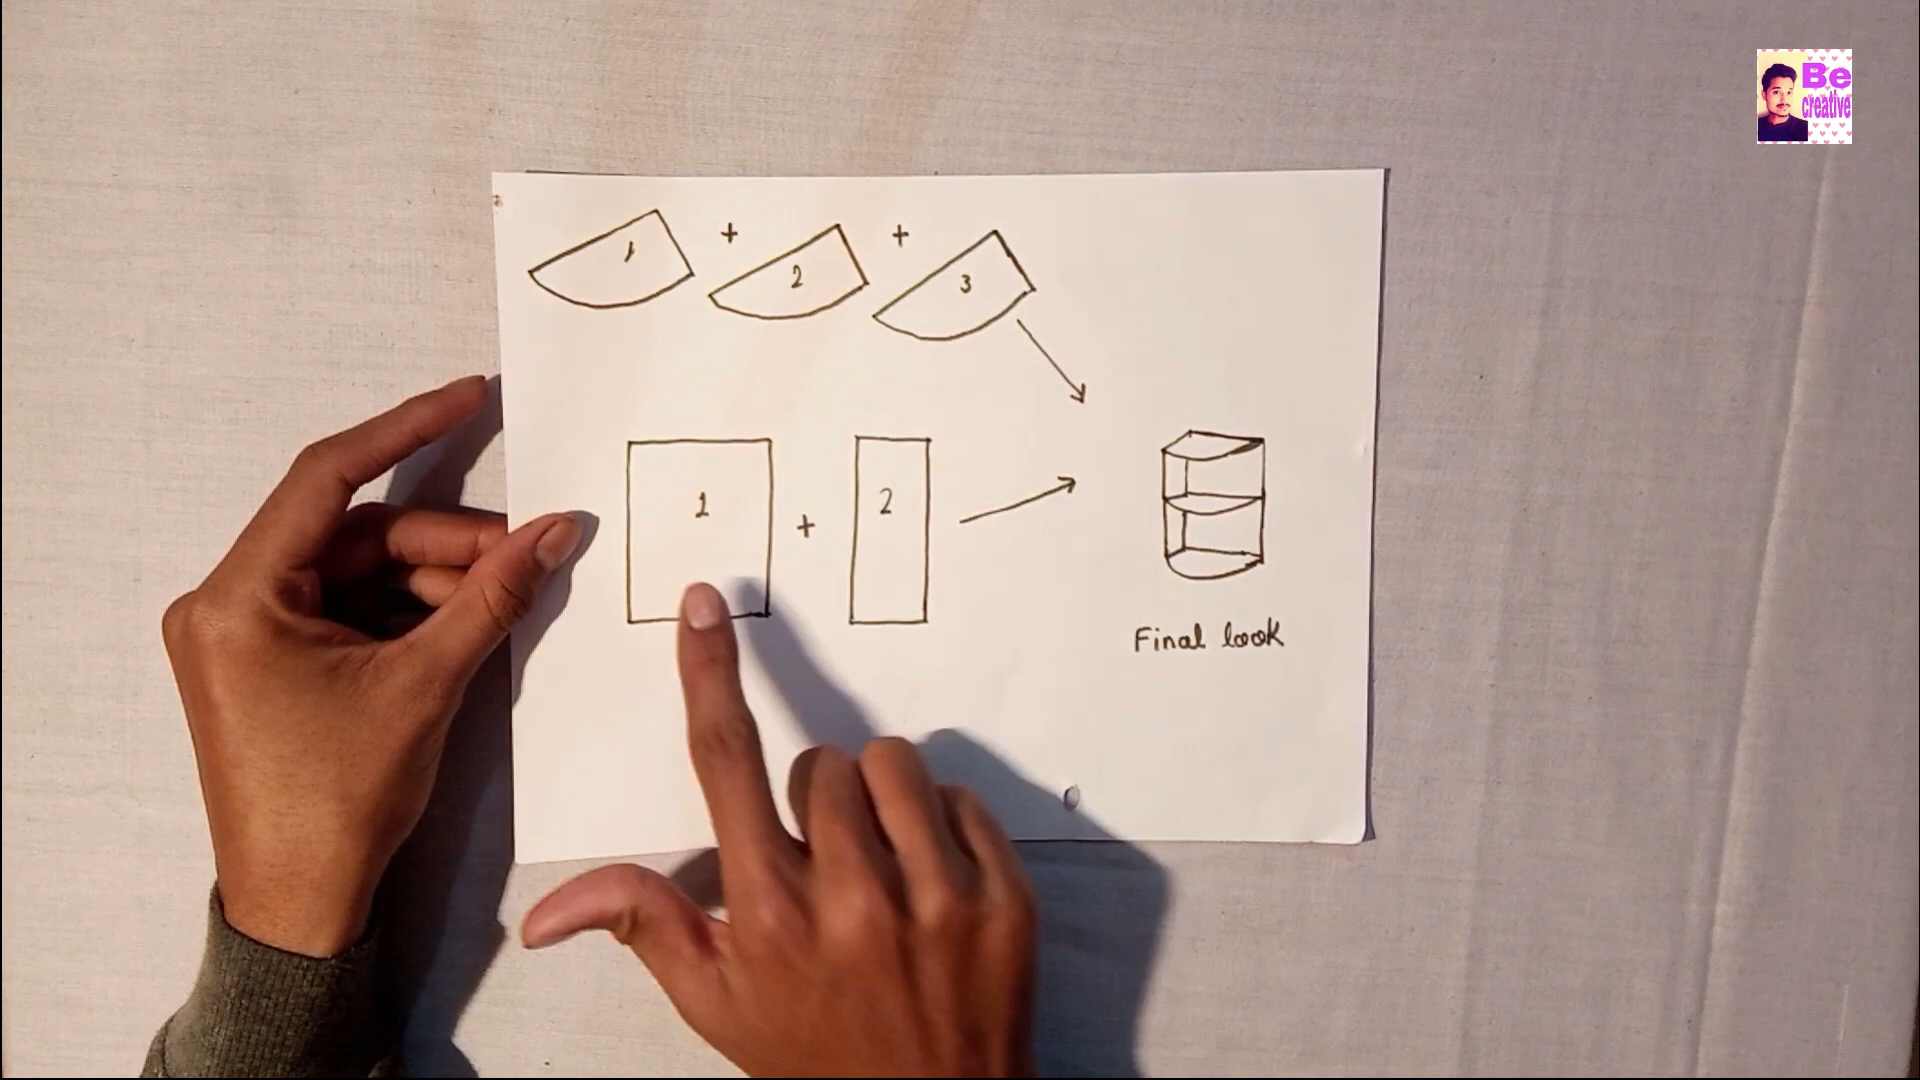 Be
creative
1 + 2 + 3
1 + 2
Final look